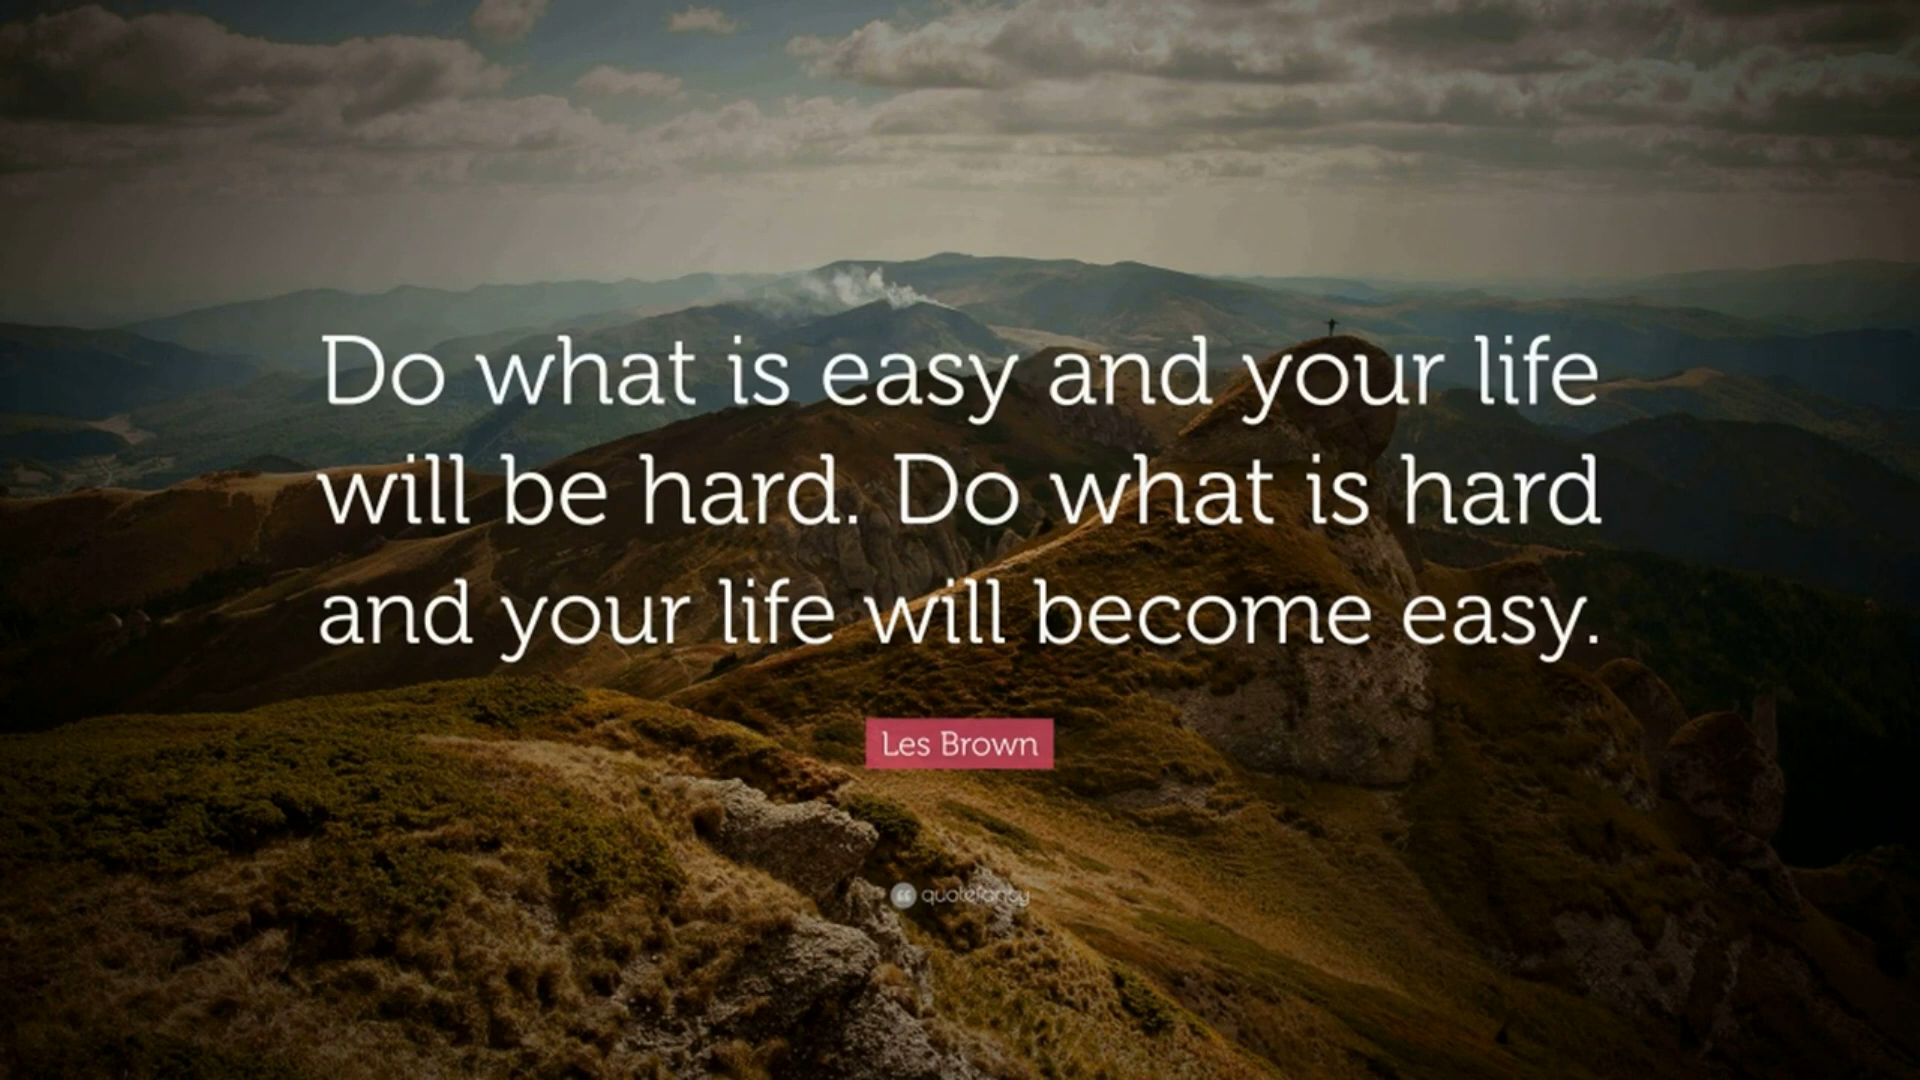 Do what is easy and your life
will be hard. Do what is hard
and your life will become easy.
Les Brown
quotefancy